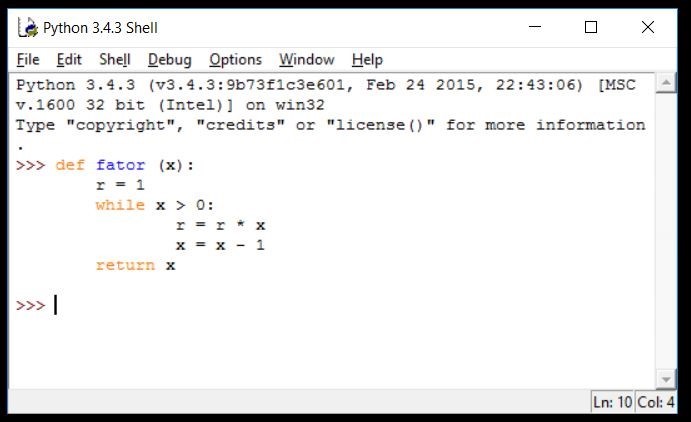 Python 3.4.3 Shell
File Edit Shell Debug Options Window Help
Python 3.4.3 (v3.4.3:9b73f1c3e601, Feb 24 2015, 22:43:06) [MSC
v.1600 32 bit (Intel)] on win32
Type "copyright", "credits" or "license()" for more information
.
>>> def fator (x):
        r = 1
        while x > 0:
                r = r * x
                x = x - 1
        return x
>>>
Ln: 10 Col: 4